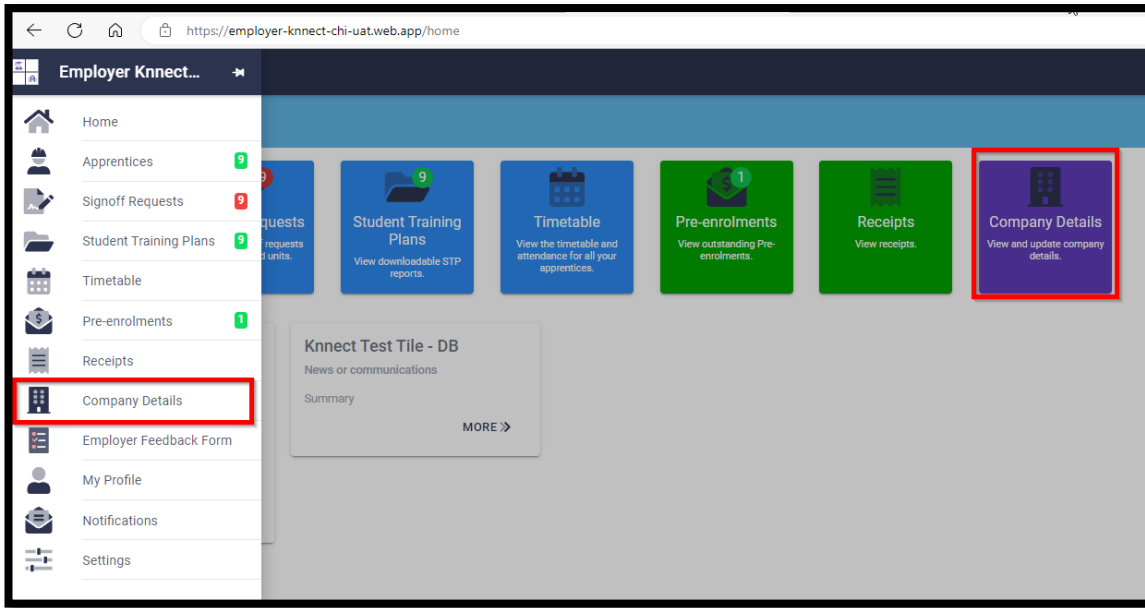 https://employer-knnect-chi-uat.web.app/home
Employer Knnect...
Home
Apprentices 9
Signoff Requests 9
Student Training Plans 9
Timetable
Pre-enrolments 1
Receipts
Company Details
Employer Feedback Form
My Profile
Notifications
Settings
quests
requests
units.
9
Student Training
Plans
View downloadable STP
reports.
Timetable
View the timetable and
attendance for all your
apprentices.
1
Pre-enrolments
View outstanding Pre-
enrolments.
Receipts
View receipts.
Company Details
View and update company
details.
Knnect Test Tile - DB
News or communications
Summary
MORE